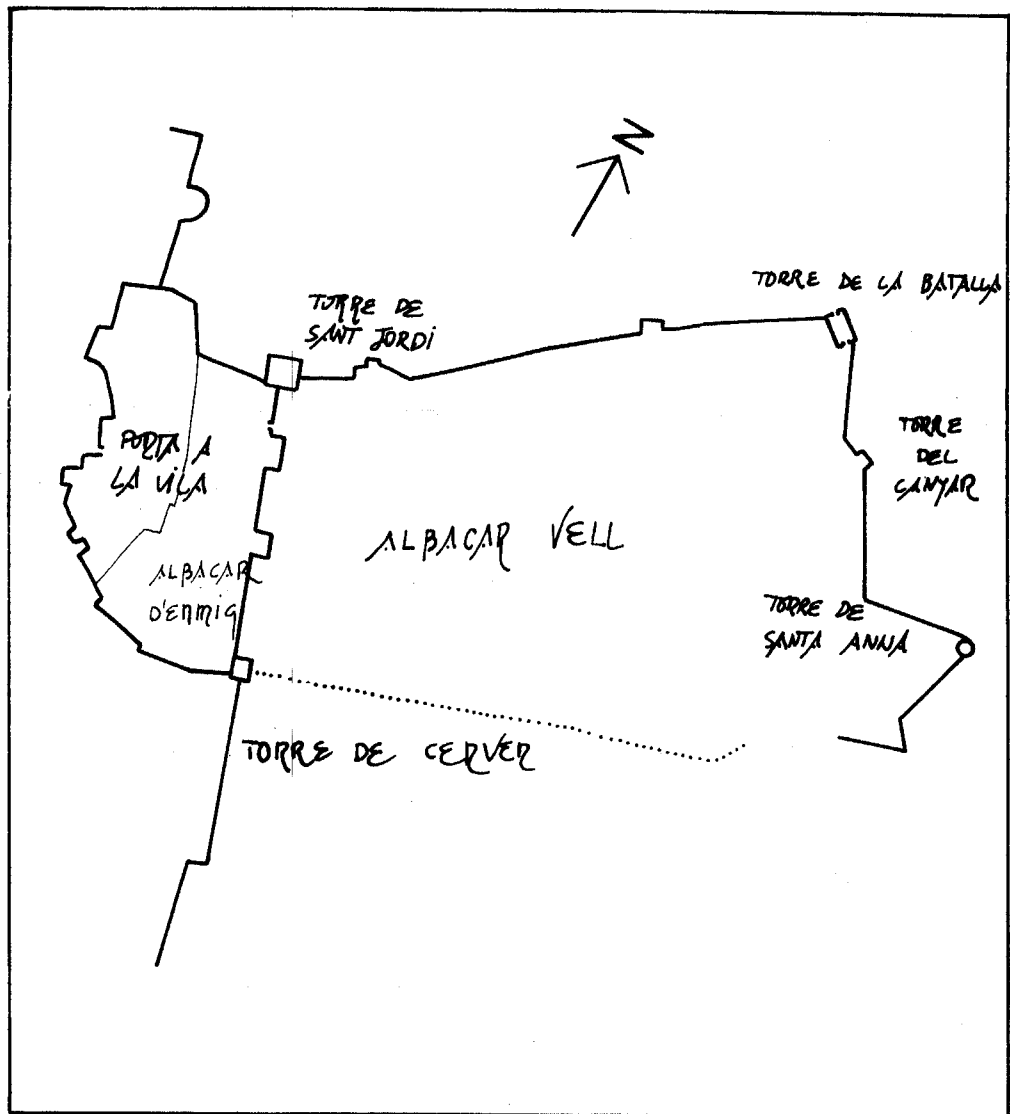 N
TORRE DE LA BATALLA
TORRE DE
SANT JORDI
TORRE
DEL
CANYAR
PORTA A
LA VILA
ALBACAR VELL
ALBACAR
D'ENMIG
TORRE DE
SANTA ANNA
TORRE DE CERVER